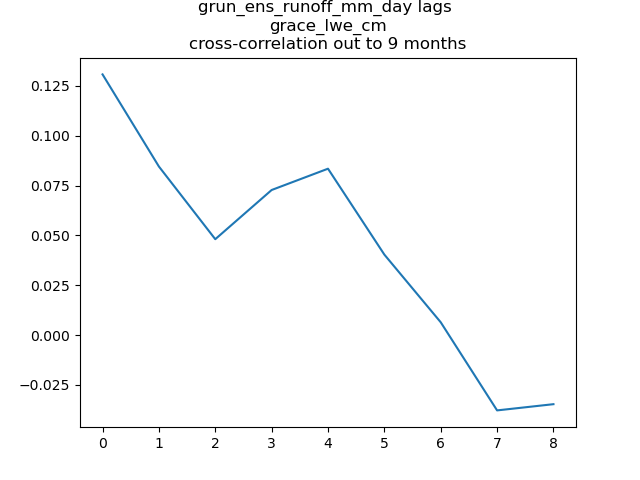 grun_ens_runoff_mm_day lags
grace_lwe_cm
cross-correlation out to 9 months
0.125
0.100
0.075
0.050
0.025
0.000
−0.025
0 1 2 3 4 5 6 7 8